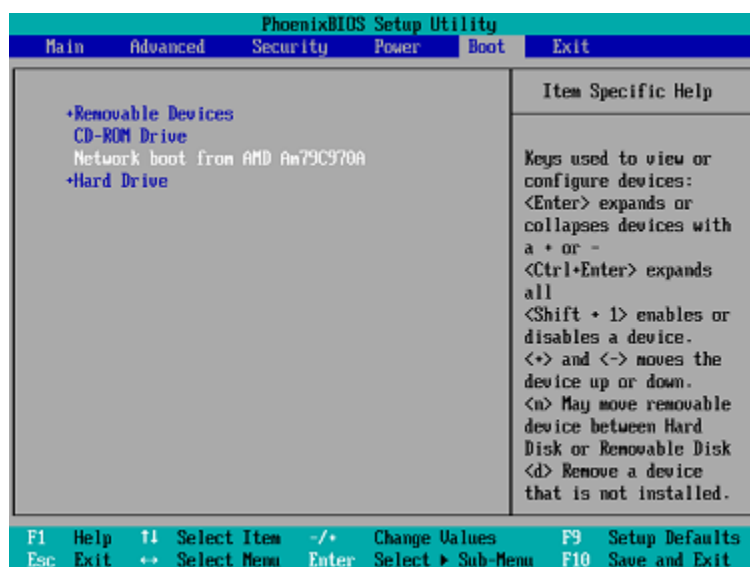 PhoenixBIOS Setup Utility
Main Advanced Security Power Boot Exit
Item Specific Help
+Removable Devices
CD-ROM Drive
Network boot from AMD Am79C970A
+Hard Drive
Keys used to view or
configure devices:
<Enter> expands or
collapses devices with
a + or -
<Ctrl+Enter> expands
all
<Shift + 1> enables or
disables a device.
<+> and <-> moves the
device up or down.
<n> May move removable
device between Hard
Disk or Removable Disk
<d> Remove a device
that is not installed.
F1 Help ↑↓ Select Item -/+ Change Values F9 Setup Defaults
Esc Exit ↔ Select Menu Enter Select ▶ Sub-Menu F10 Save and Exit